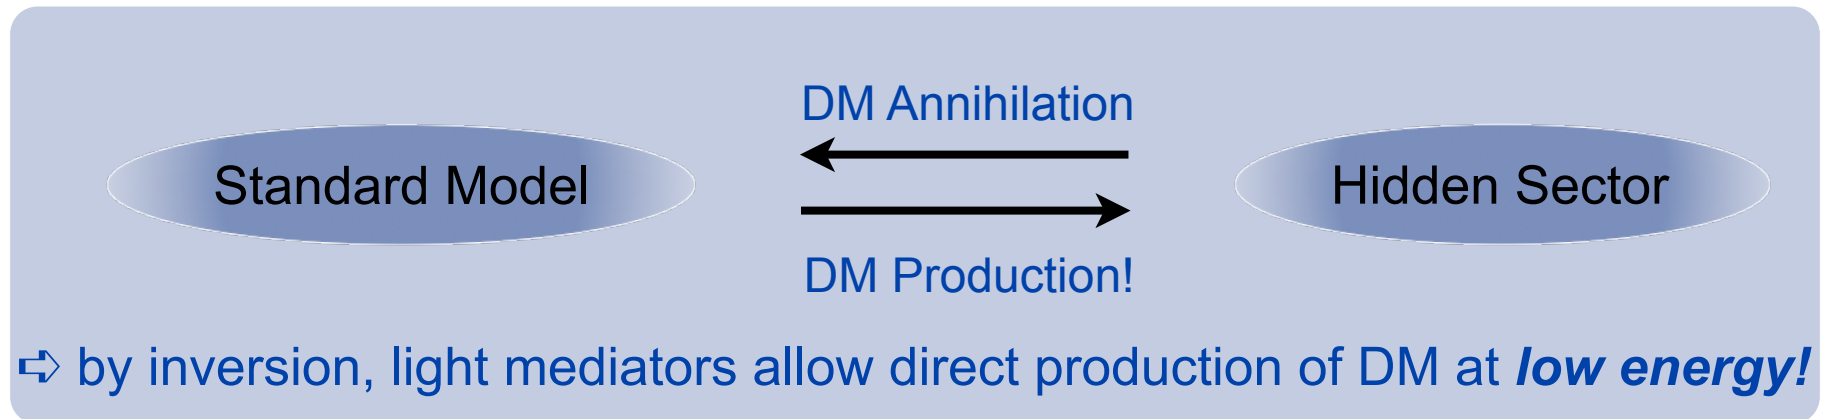 DM Annihilation
Standard Model
Hidden Sector
DM Production!
➪ by inversion, light mediators allow direct production of DM at low energy!